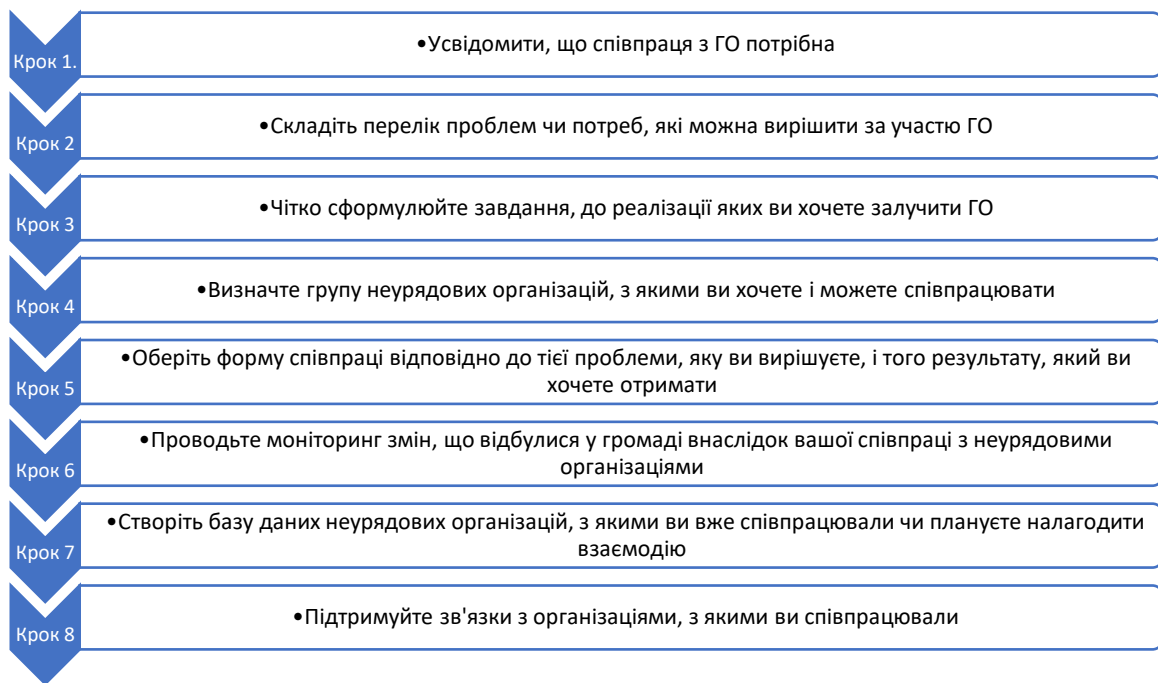 Крок 1.
•Усвідомити, що співпраця з ГО потрібна
Крок 2
•Складіть перелік проблем чи потреб, які можна вирішити за участю ГО
Крок 3
•Чітко сформулюйте завдання, до реалізації яких ви хочете залучити ГО
Крок 4
•Визначте групу неурядових організацій, з якими ви хочете і можете співпрацювати
Крок 5
•Оберіть форму співпраці відповідно до тієї проблеми, яку ви вирішуєте, і того результату, який ви
хочете отримати
Крок 6
•Проводьте моніторинг змін, що відбулися у громаді внаслідок вашої співпраці з неурядовими
організаціями
Крок 7
•Створіть базу даних неурядових організацій, з якими ви вже співпрацювали чи плануєте налагодити
взаємодію
Крок 8
•Підтримуйте зв'язки з організаціями, з якими ви співпрацювали